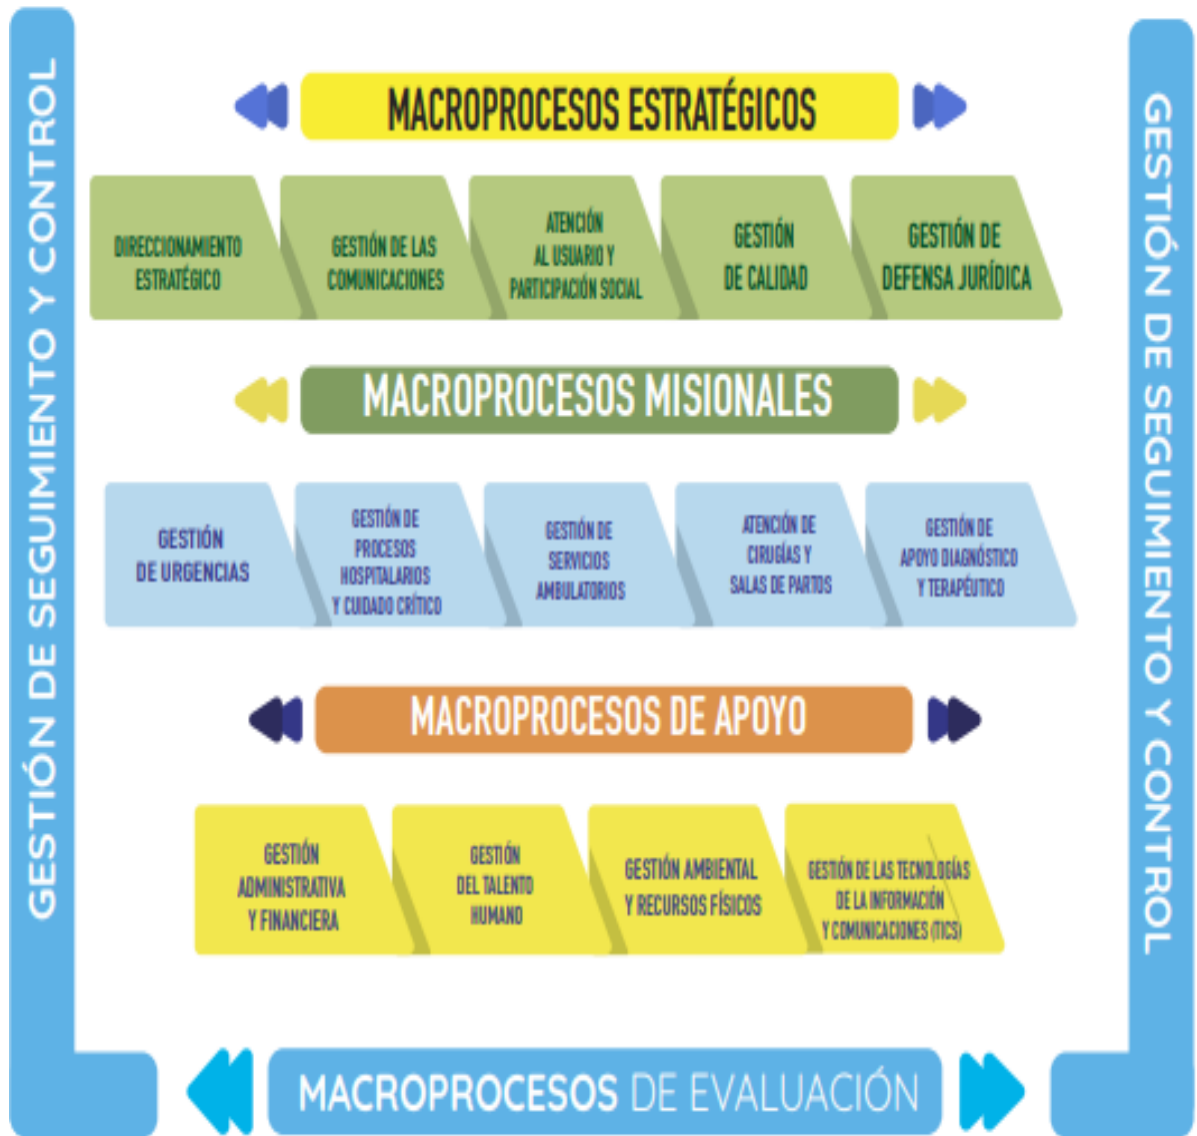 GESTIÓN DE SEGUIMIENTO Y CONTROL
MACROPROCESOS ESTRATÉGICOS
DIRECCIONAMIENTO
ESTRATÉGICO
GESTIÓN DE LAS
COMUNICACIONES
ATENCIÓN
AL USUARIO Y
PARTICIPACIÓN SOCIAL
GESTIÓN
DE CALIDAD
GESTIÓN DE
DEFENSA JURÍDICA
MACROPROCESOS MISIONALES
GESTIÓN
DE URGENCIAS
GESTIÓN DE
PROCESOS
HOSPITALARIOS
Y CUIDADO CRÍTICO
GESTIÓN DE
SERVICIOS
AMBULATORIOS
ATENCIÓN DE
CIRUGÍAS Y
SALAS DE PARTOS
GESTIÓN DE
APOYO DIAGNÓSTICO
Y TERAPÉUTICO
MACROPROCESOS DE APOYO
GESTIÓN
ADMINISTRATIVA
Y FINANCIERA
GESTIÓN
DEL TALENTO
HUMANO
GESTIÓN AMBIENTAL
Y RECURSOS FÍSICOS
GESTIÓN DE LAS TECNOLOGÍAS
DE LA INFORMACIÓN
Y COMUNICACIONES (TICS)
MACROPROCESOS DE EVALUACIÓN
GESTIÓN DE SEGUIMIENTO Y CONTROL